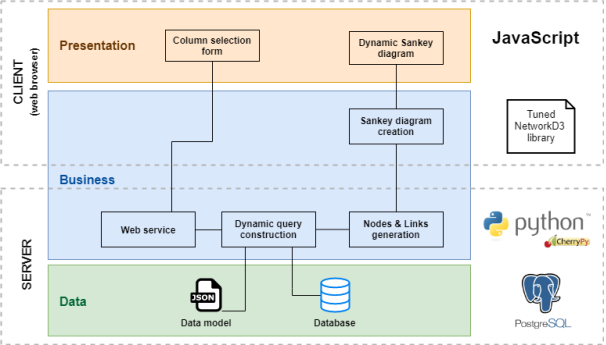 CLIENT
(web browser)
Presentation
Column selection
form
Dynamic Sankey
diagram
JavaScript
Sankey diagram
creation
Tuned
NetworkD3
library
Business
Web service
Dynamic query
construction
Nodes & Links
generation
python™
CherryPy
SERVER
Data
JSON
Data model
Database
PostgreSQL